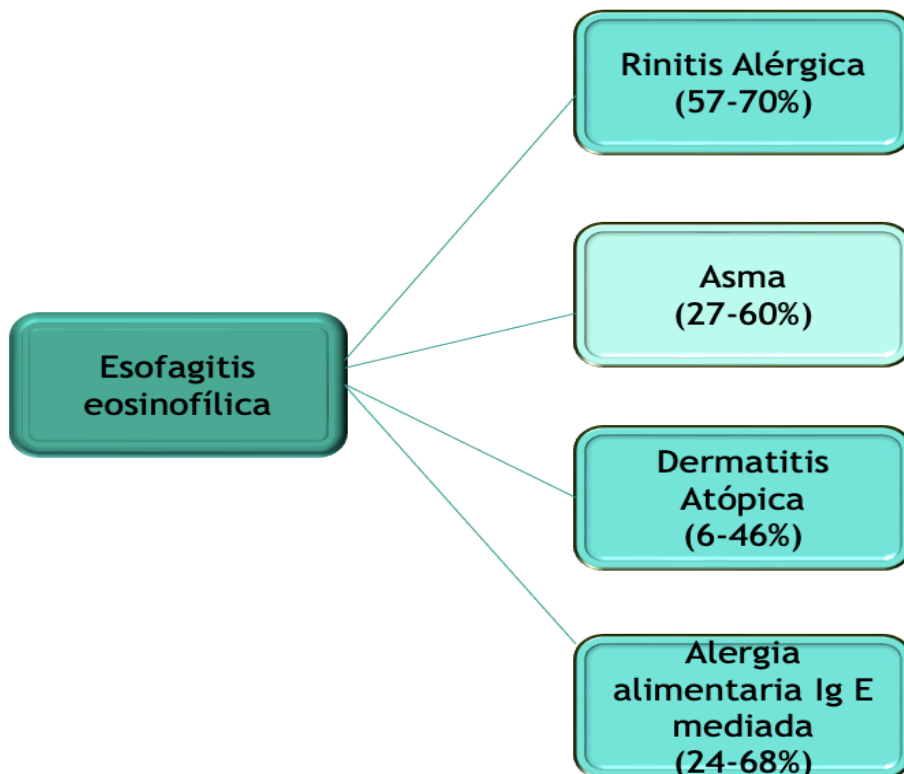 Rinitis Alérgica
(57-70%)
Asma
(27-60%)
Esofagitis
eosinofílica
Dermatitis
Atópica
(6-46%)
Alergia
alimentaria Ig E
mediada
(24-68%)